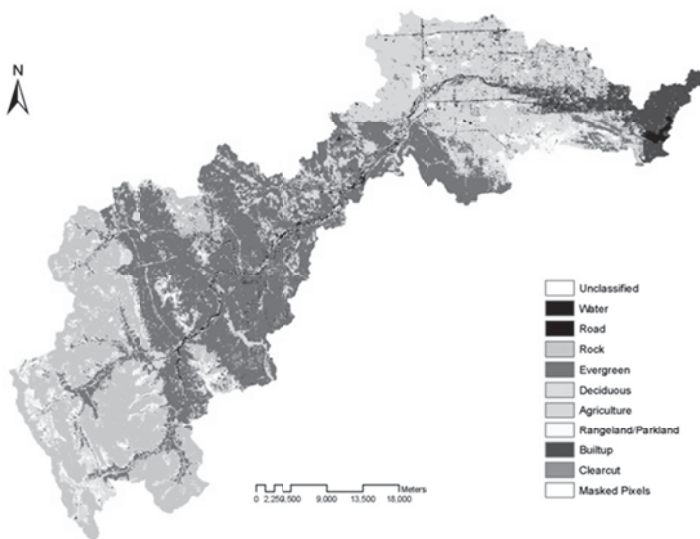 N
Unclassified
Water
Road
Rock
Evergreen
Deciduous
Agriculture
Rangeland/Parkland
Builtup
Clearcut
Masked Pixels
Meters
0 2,250 4,500 9,000 13,500 18,000